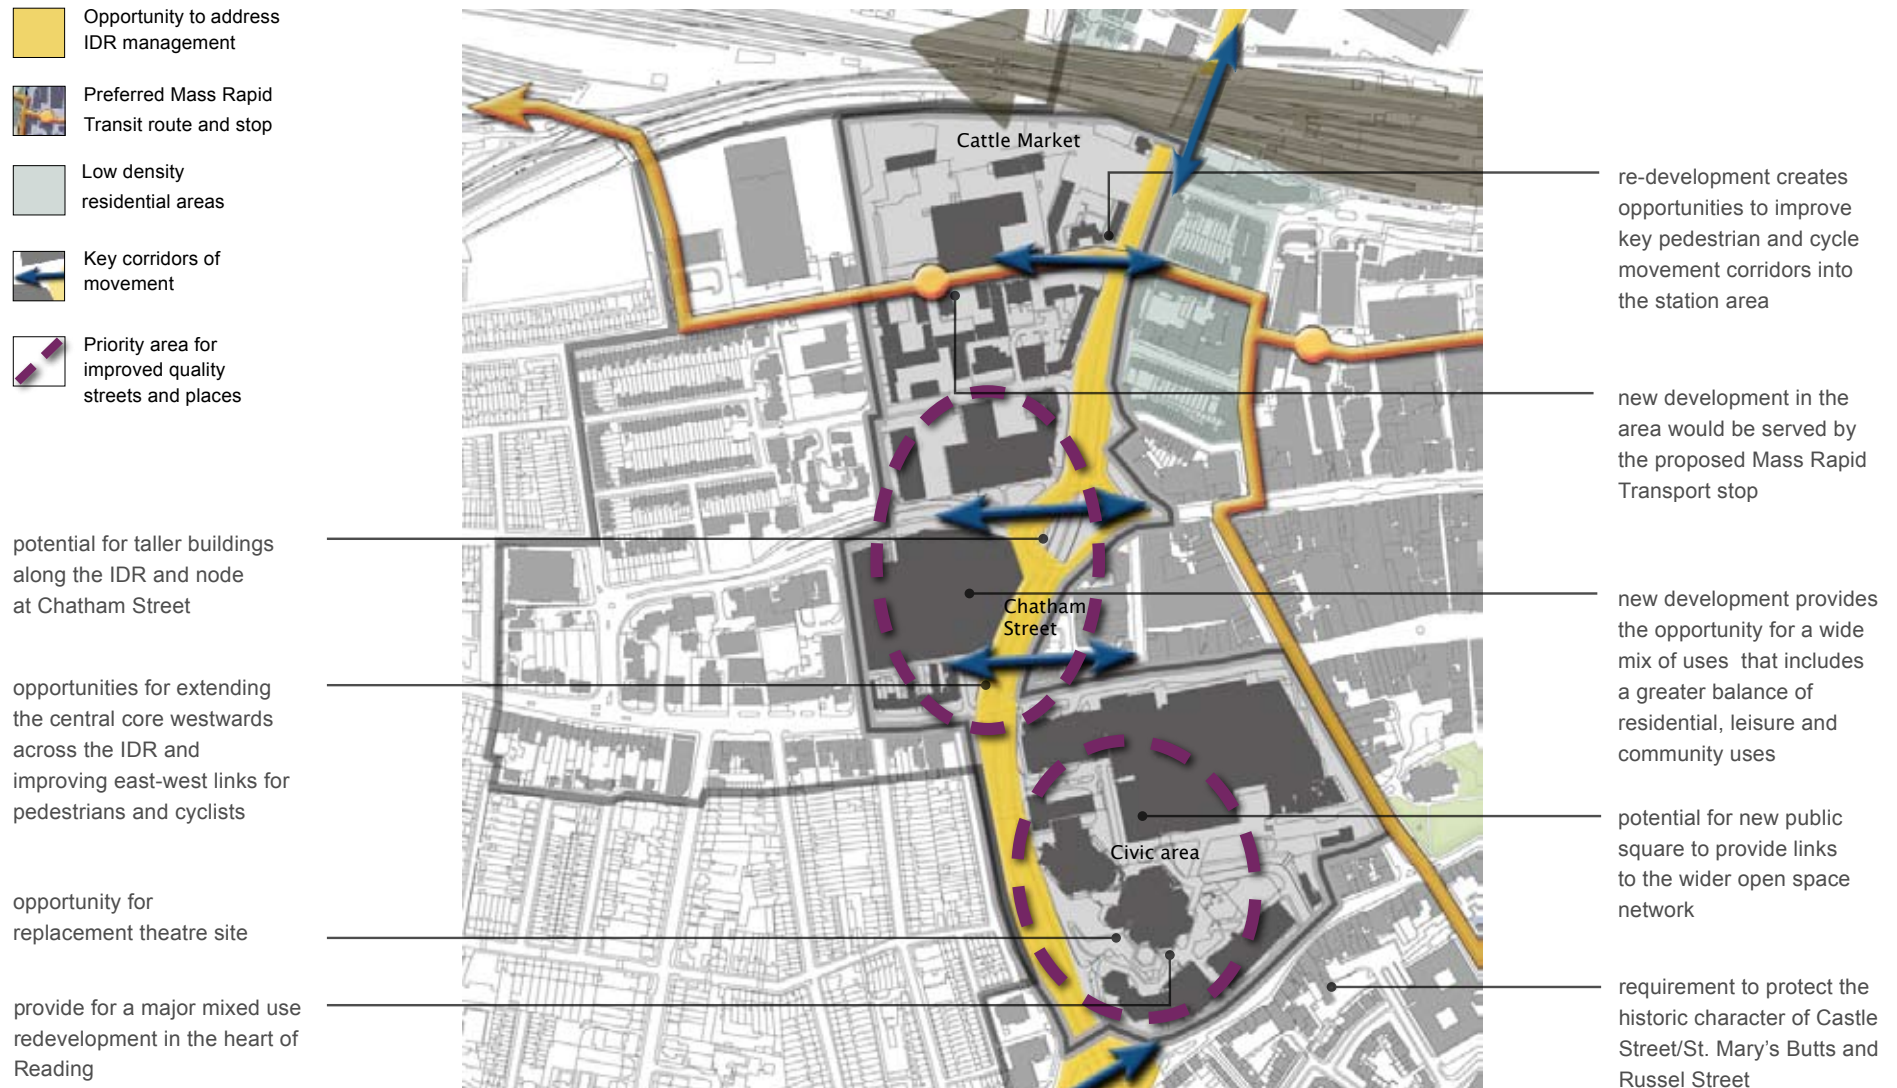 Opportunity to address
IDR management
Preferred Mass Rapid
Transit route and stop
Low density
residential areas
Key corridors of
movement
Priority area for
improved quality
streets and places
potential for taller buildings
along the IDR and node
at Chatham Street
opportunities for extending
the central core westwards
across the IDR and
improving east-west links for
pedestrians and cyclists
opportunity for
replacement theatre site
provide for a major mixed use
redevelopment in the heart of
Reading
Cattle Market
Chatham
Street
Civic area
re-development creates
opportunities to improve
key pedestrian and cycle
movement corridors into
the station area
new development in the
area would be served by
the proposed Mass Rapid
Transport stop
new development provides
the opportunity for a wide
mix of uses that includes
a greater balance of
residential, leisure and
community uses
potential for new public
square to provide links
to the wider open space
network
requirement to protect the
historic character of Castle
Street/St. Mary's Butts and
Russel Street